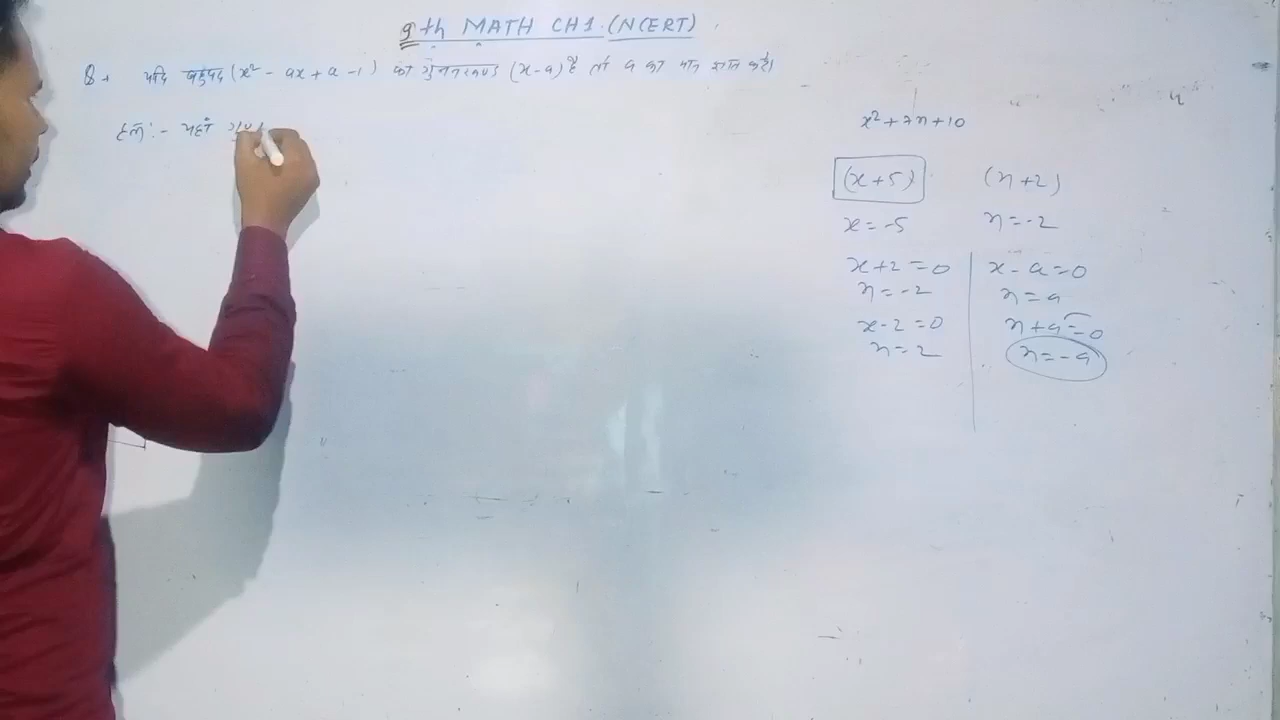 9th MATH CH1. (NCERT)
Q → यदि बहुपद (x² - ax + a - 1) का गुणनखण्ड (x-a) है तो a का मान ज्ञात करें।
हल :- यहाँ
x² + 7x + 10
(x + 5) (x + 2)
x = -5 x = -2
x + 2 = 0 x - a = 0
x = -2 x = a
x - 2 = 0 x + a = 0
x = 2 x = -a